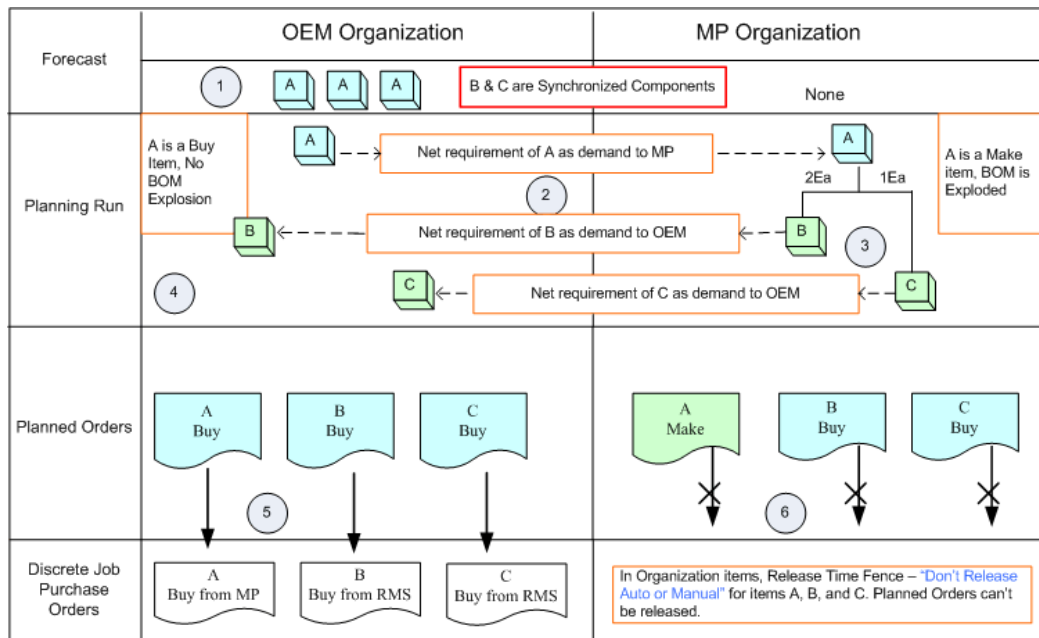 OEM Organization
MP Organization
Forecast
1
A
A
A
B & C are Synchronized Components
None
Planning Run
A is a Buy
Item, No
BOM
Explosion
A
Net requirement of A as demand to MP
A
A is a Make
item, BOM is
Exploded
2Ea
1Ea
2
B
Net requirement of B as demand to OEM
B
3
4
C
Net requirement of C as demand to OEM
C
Planned Orders
A
Buy
B
Buy
C
Buy
A
Make
B
Buy
C
Buy
5
6
Discrete Job
Purchase
Orders
A
Buy from MP
B
Buy from RMS
C
Buy from RMS
In Organization items, Release Time Fence – “Don’t Release
Auto or Manual” for items A, B, and C. Planned Orders can’t
be released.